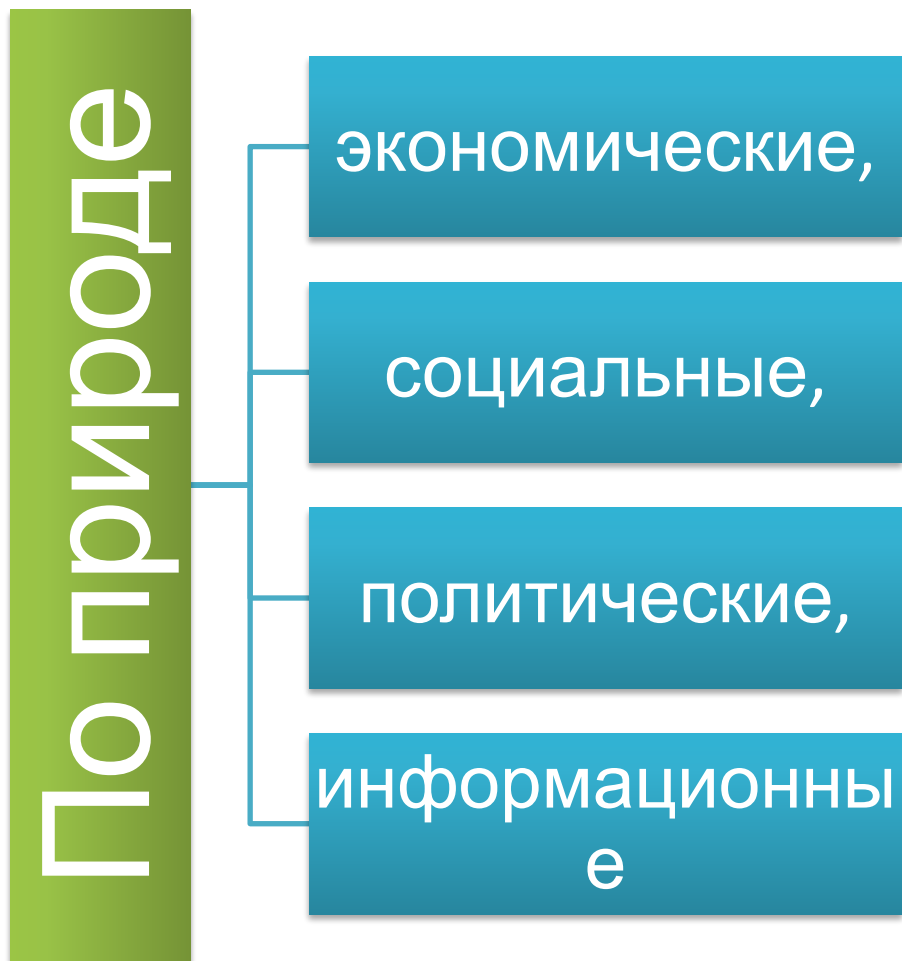 По природе
экономические,
социальные,
политические,
информационны
е